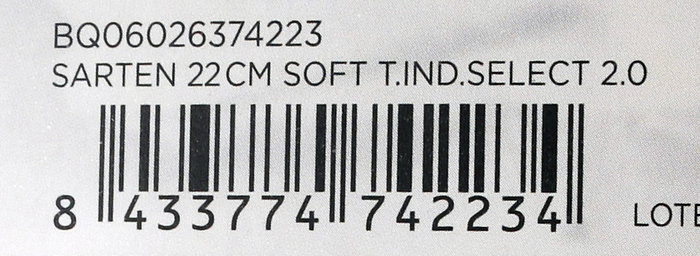 BQ06026374223
SARTEN 22CM SOFT T.IND.SELECT 2.0
8 433774 742234
LOTE